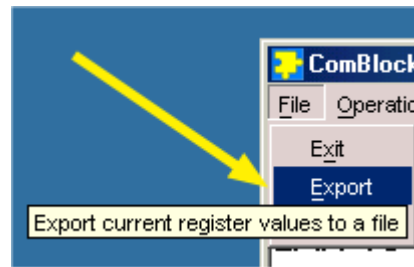 ComBlock
File Operatio
Exit
Export
Export current register values to a file